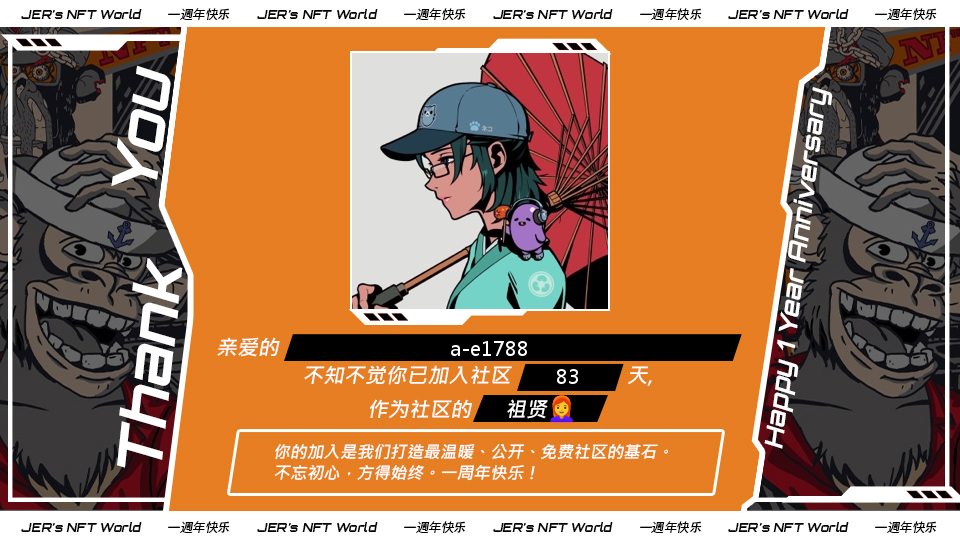 JER's NFT World 一週年快乐 JER's NFT World 一週年快乐 JER's NFT World 一週年快乐 JER's NFT World 一週年快乐
Thank You
ネコ
亲爱的 a-e1788
不知不觉你已加入社区 83 天,
作为社区的 祖贤👩‍🦰
你的加入是我们打造最温暖、公开、免费社区的基石。
不忘初心，方得始终。一周年快乐！
Happy 1 Year Anniversary
JER's NFT World 一週年快乐 JER's NFT World 一週年快乐 JER's NFT World 一週年快乐 JER's NFT World 一週年快乐